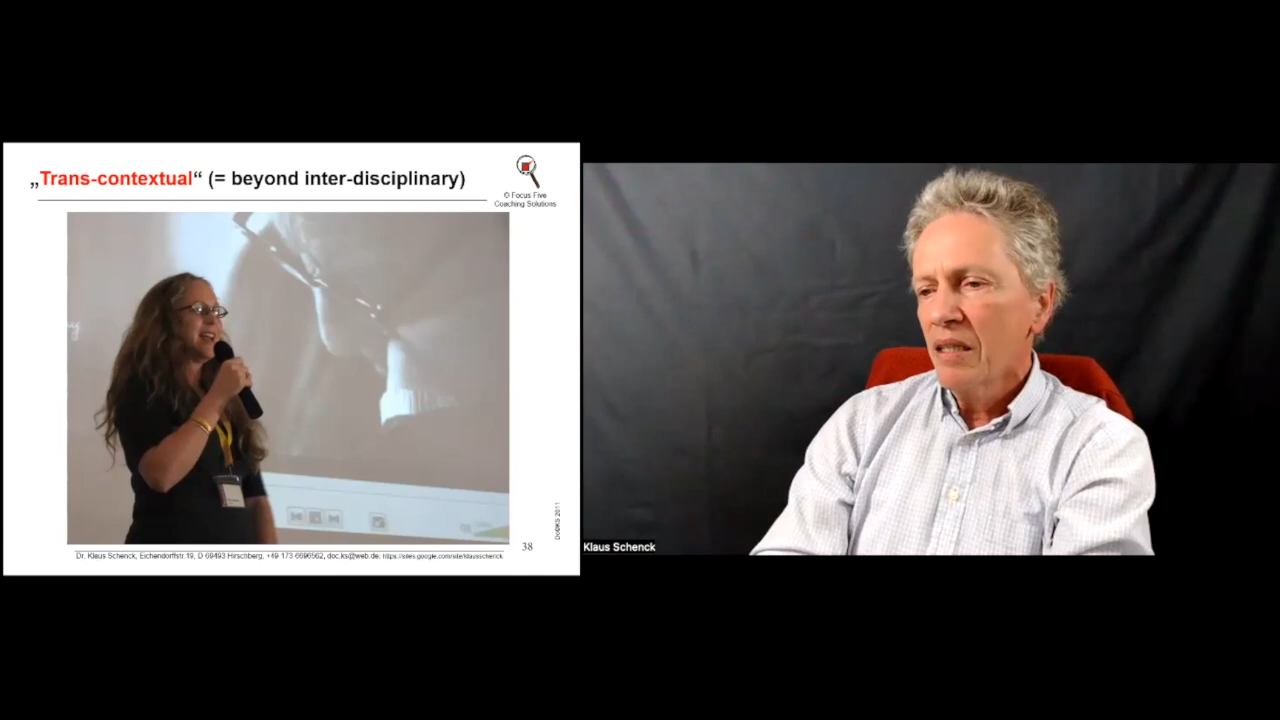 „Trans-contextual“ (= beyond inter-disciplinary)
© Focus Five
Coaching Solutions
DocKS 2011
38
Dr. Klaus Schenck, Eichendorffstr.19, D 69493 Hirschberg, +49 173 6696562, doc.ks@web.de, https://sites.google.com/site/klausschenck
Klaus Schenck